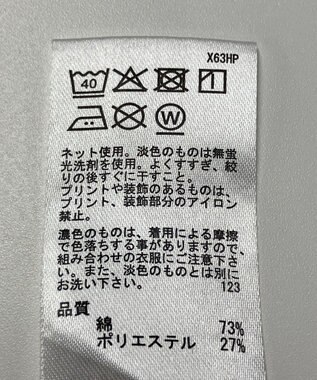 X63HP
40
W
ネット使用。淡色のものは無蛍
光洗剤を使用。よくすすぎ、絞
りの後すぐに干すこと。
プリントや装飾のあるものは、
プリント、装飾部分のアイロン
禁止。
濃色のものは、着用による摩擦
で色落ちする事がありますので、
組み合わせの衣服にご注意下さ
い。また、淡色のものとは別に
お洗い下さい。 123
品質
綿 73%
ポリエステル 27%